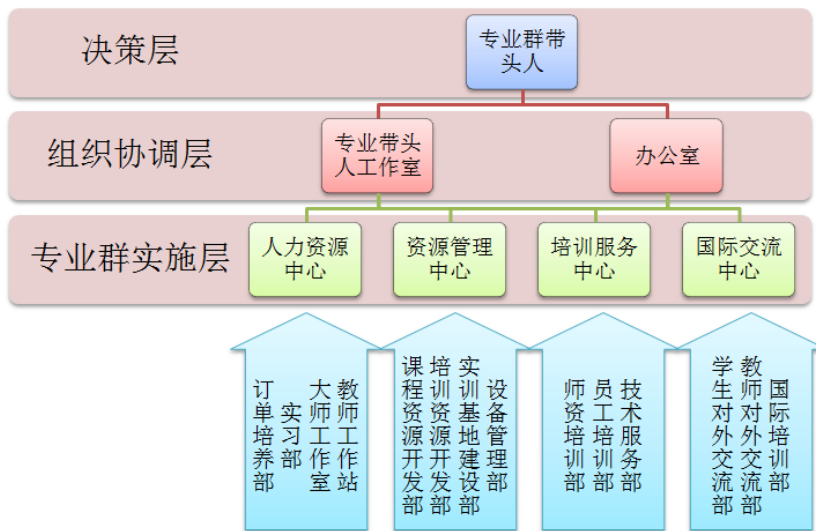 决策层
专业群带
头人
组织协调层
专业带头
人工作室
办公室
专业群实施层
人力资源
中心
资源管理
中心
培训服务
中心
国际交流
中心
订单培养部
实习部
大师工作室
教师工作站
课程资源开发部
培训资源开发部
实训基地建设部
设备管理部
师资培训部
员工培训部
技术服务部
学生对外交流部
教师对外交流部
国际培训部